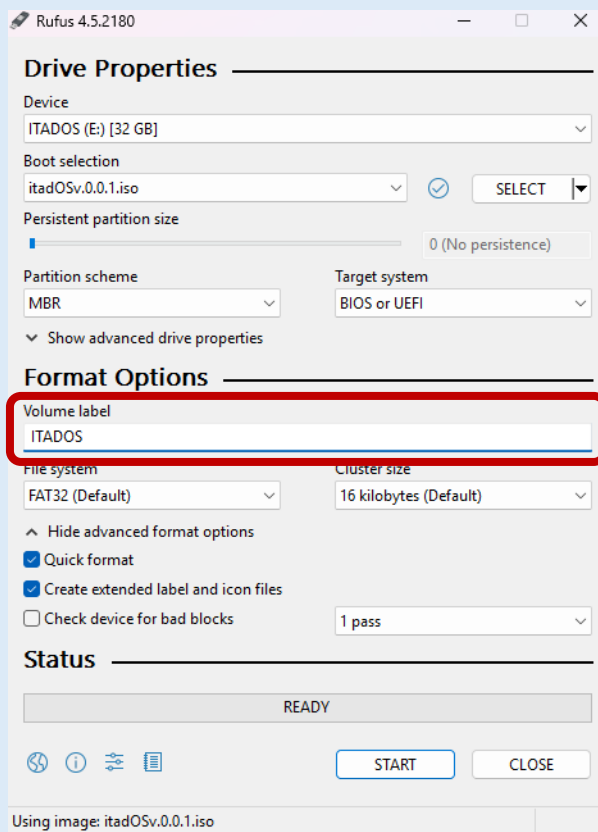 Rufus 4.5.2180
Drive Properties
Device
ITADOS (E:) [32 GB]
Boot selection
itadOSv.0.0.1.iso
SELECT
Persistent partition size
0 (No persistence)
Partition scheme
Target system
MBR
BIOS or UEFI
Show advanced drive properties
Format Options
Volume label
ITADOS
File system
Cluster size
FAT32 (Default)
16 kilobytes (Default)
Hide advanced format options
Quick format
Create extended label and icon files
Check device for bad blocks
1 pass
Status
READY
START
CLOSE
Using image: itadOSv.0.0.1.iso